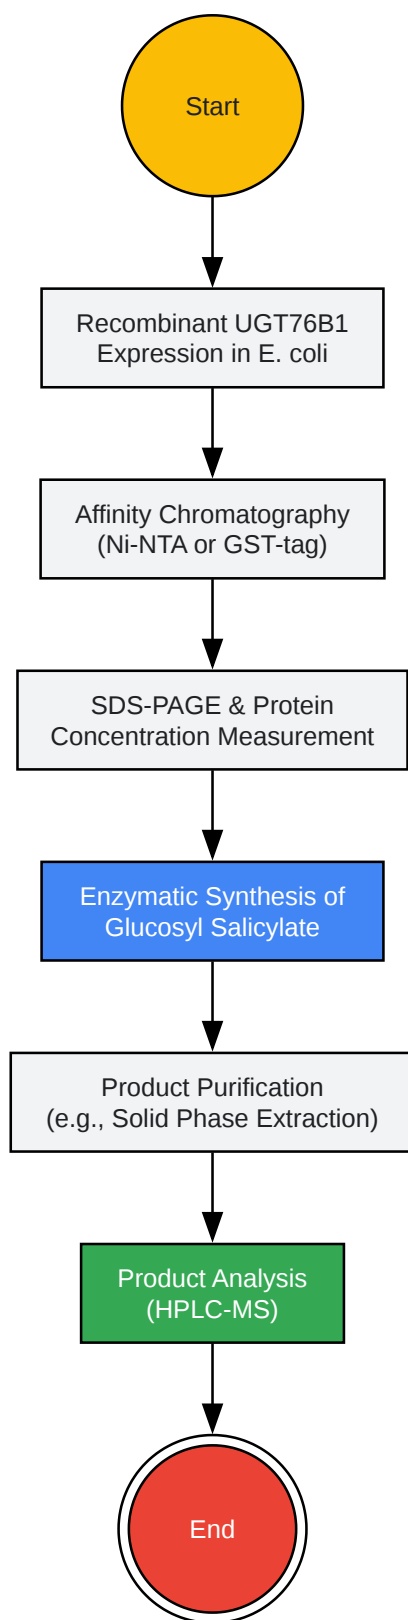 Start
Recombinant UGT76B1
Expression in E. coli
Affinity Chromatography
(Ni-NTA or GST-tag)
SDS-PAGE & Protein
Concentration Measurement
Enzymatic Synthesis of
Glucosyl Salicylate
Product Purification
(e.g., Solid Phase Extraction)
Product Analysis
(HPLC-MS)
End